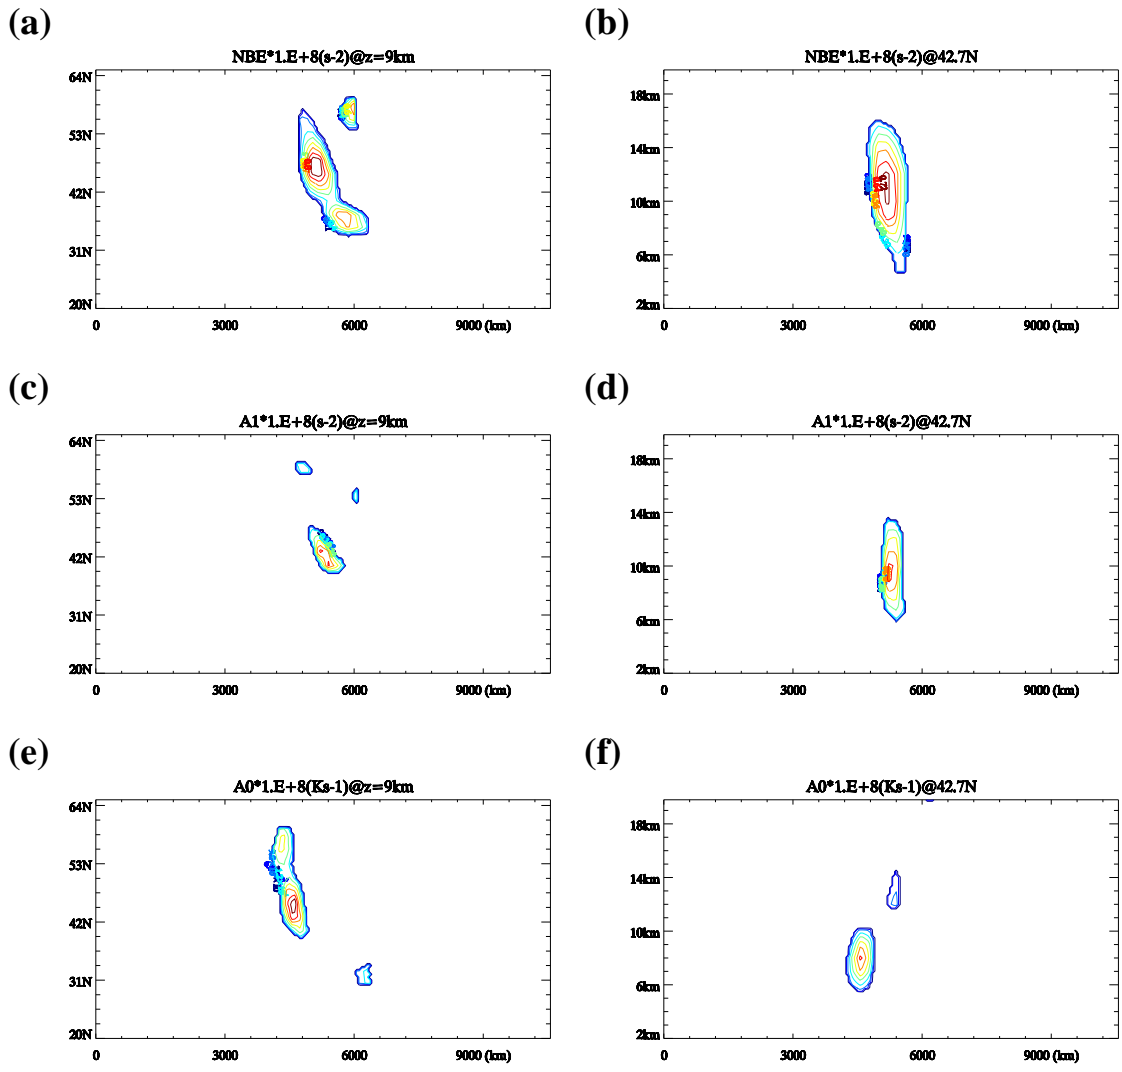 (a)
(b)
NBE*1.E+8(s-2)@z=9km
NBE*1.E+8(s-2)@42.7N
64N
53N
42N
31N
20N
0
3000
6000
9000 (km)
18km
14km
10km
6km
2km
0
3000
6000
9000 (km)
(c)
(d)
A1*1.E+8(s-2)@z=9km
A1*1.E+8(s-2)@42.7N
64N
53N
42N
31N
20N
0
3000
6000
9000 (km)
18km
14km
10km
6km
2km
0
3000
6000
9000 (km)
(e)
(f)
A0*1.E+8(Ks-1)@z=9km
A0*1.E+8(Ks-1)@42.7N
64N
53N
42N
31N
20N
0
3000
6000
9000 (km)
18km
14km
10km
6km
2km
0
3000
6000
9000 (km)